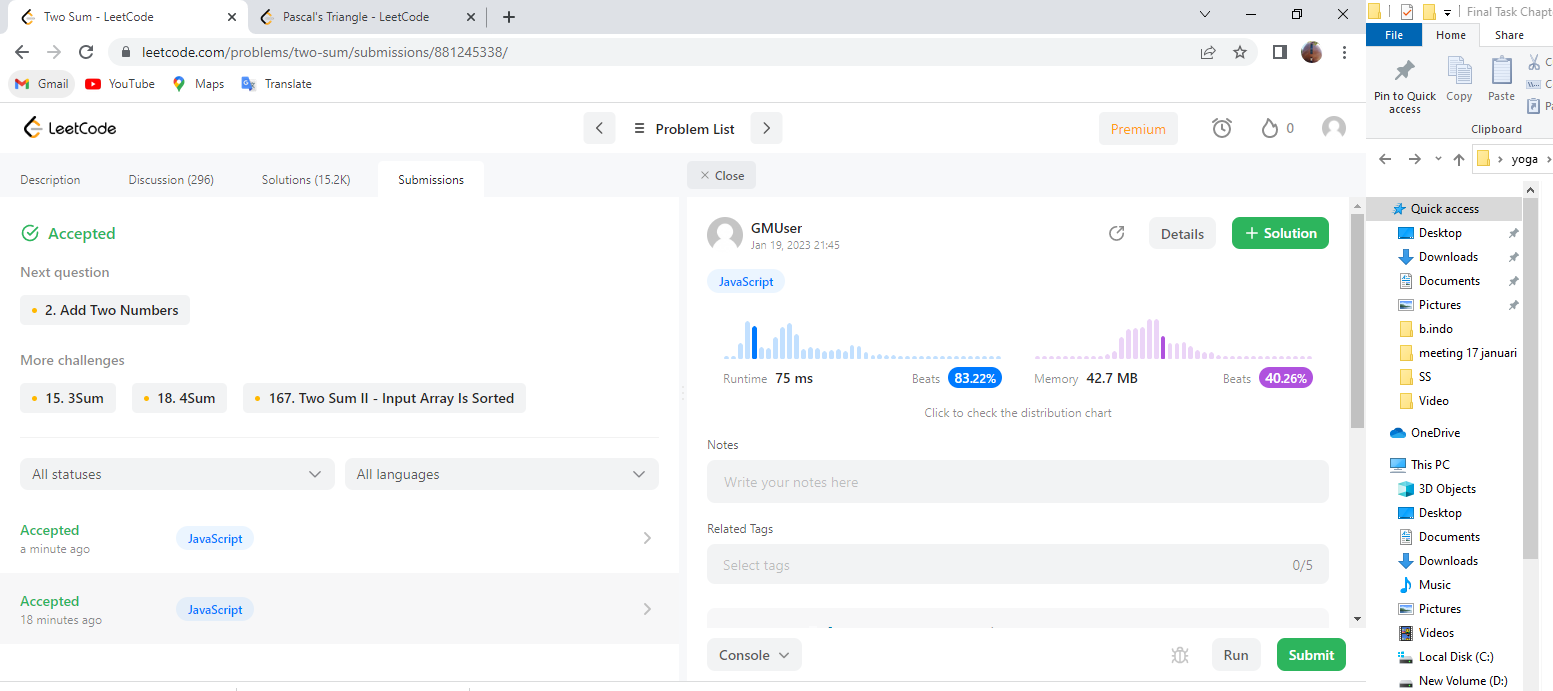 Two Sum - LeetCode
Pascal's Triangle - LeetCode
leetcode.com/problems/two-sum/submissions/881245338/
Gmail
YouTube
Maps
Translate
LeetCode
Problem List
Premium
0
Description
Discussion (296)
Solutions (15.2K)
Submissions
Accepted
Next question
2. Add Two Numbers
More challenges
15. 3Sum
18. 4Sum
167. Two Sum II - Input Array Is Sorted
All statuses
All languages
Accepted
a minute ago
JavaScript
Accepted
18 minutes ago
JavaScript
Close
GMUser
Jan 19, 2023 21:45
Details
+ Solution
JavaScript
Runtime 75 ms
Beats 83.22%
Memory 42.7 MB
Beats 40.26%
Click to check the distribution chart
Notes
Write your notes here
Related Tags
Select tags
0/5
Console
Run
Submit
Final Task Chapt
File
Home
Share
Pin to Quick access
Copy
Paste
Clipboard
yoga
Quick access
Desktop
Downloads
Documents
Pictures
b.indo
meeting 17 januari
SS
Video
OneDrive
This PC
3D Objects
Desktop
Documents
Downloads
Music
Pictures
Videos
Local Disk (C:)
New Volume (D:)